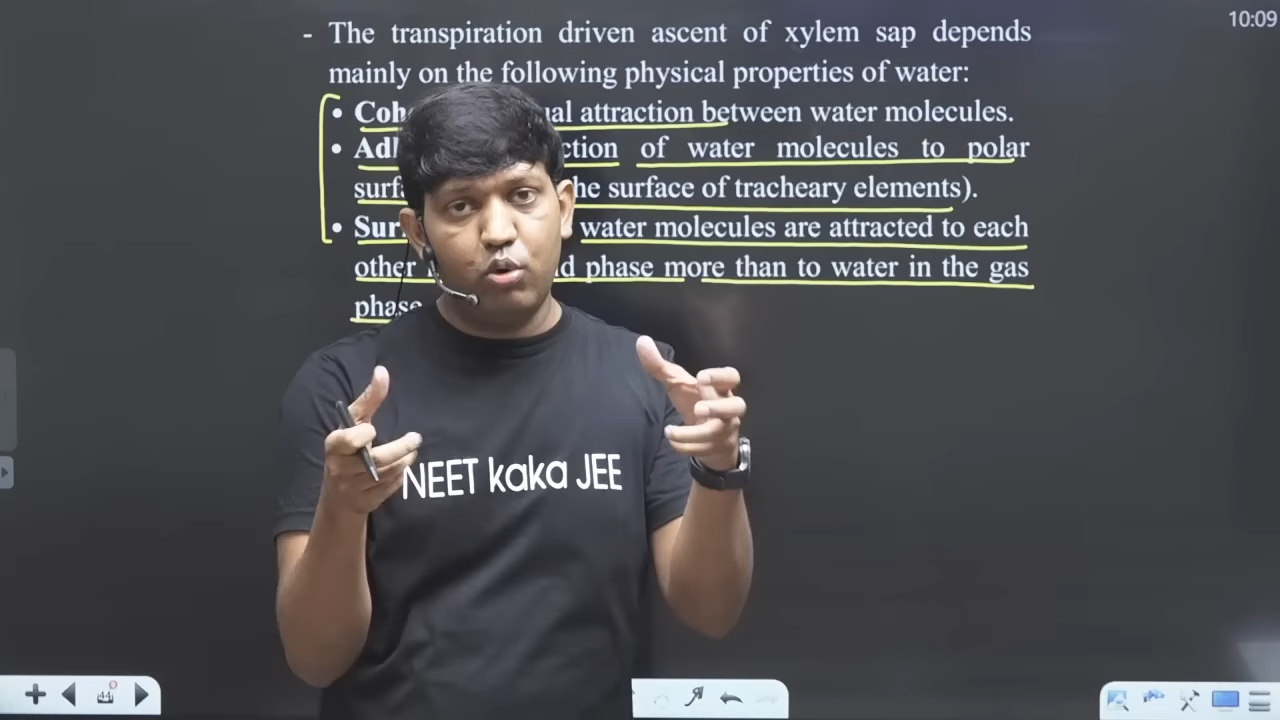 10:09
- The transpiration driven ascent of xylem sap depends
mainly on the following physical properties of water:
• Coh ual attraction between water molecules.
• Adh ction of water molecules to polar
surfa he surface of tracheary elements).
• Sur water molecules are attracted to each
other d phase more than to water in the gas
phase
NEET kaka JEE